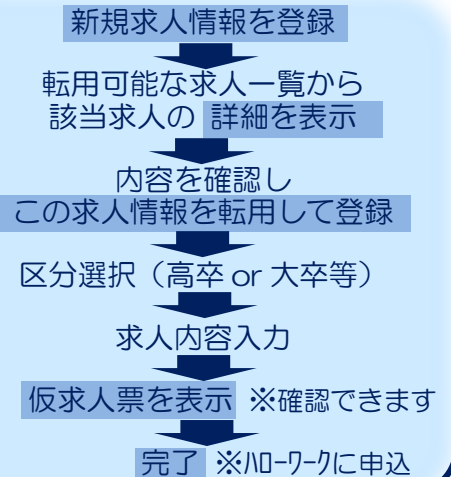 新規求人情報を登録
転用可能な求人一覧から
該当求人の 詳細を表示
内容を確認し
この求人情報を転用して登録
区分選択（高卒 or 大卒等）
求人内容入力
仮求人票を表示 ※確認できます
完了 ※ﾊﾛｰﾜｰｸに申込